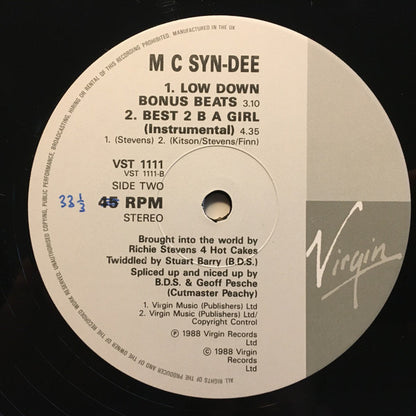 M C SYN-DEE
1. LOW DOWN
BONUS BEATS 3.10
2. BEST 2 B A GIRL
(Instrumental) 4.35
1. (Stevens) 2. (Kitson/Stevens/Finn)
VST 1111
VST 1111-B
SIDE TWO
33 1/3 45 RPM
STEREO
Brought into the world by
Richie Stevens 4 Hot Cakes
Twiddled by Stuart Barry (B.D.S.)
Spliced up and niced up by
B.D.S. & Geoff Pesche
(Cutmaster Peachy)
1. Virgin Music (Publishers) Ltd
2. Virgin Music (Publishers) Ltd/
Copyright Control
℗ 1988 Virgin Records
Ltd
© 1988 Virgin
Records
Ltd
Virgin
ALL RIGHTS OF THE PRODUCER AND OF THE OWNER OF THE RECORDED WORK RESERVED. UNAUTHORISED COPYING, PUBLIC PERFORMANCE, BROADCASTING, HIRING OR RENTAL OF THIS RECORDING PROHIBITED. MANUFACTURED IN THE UK